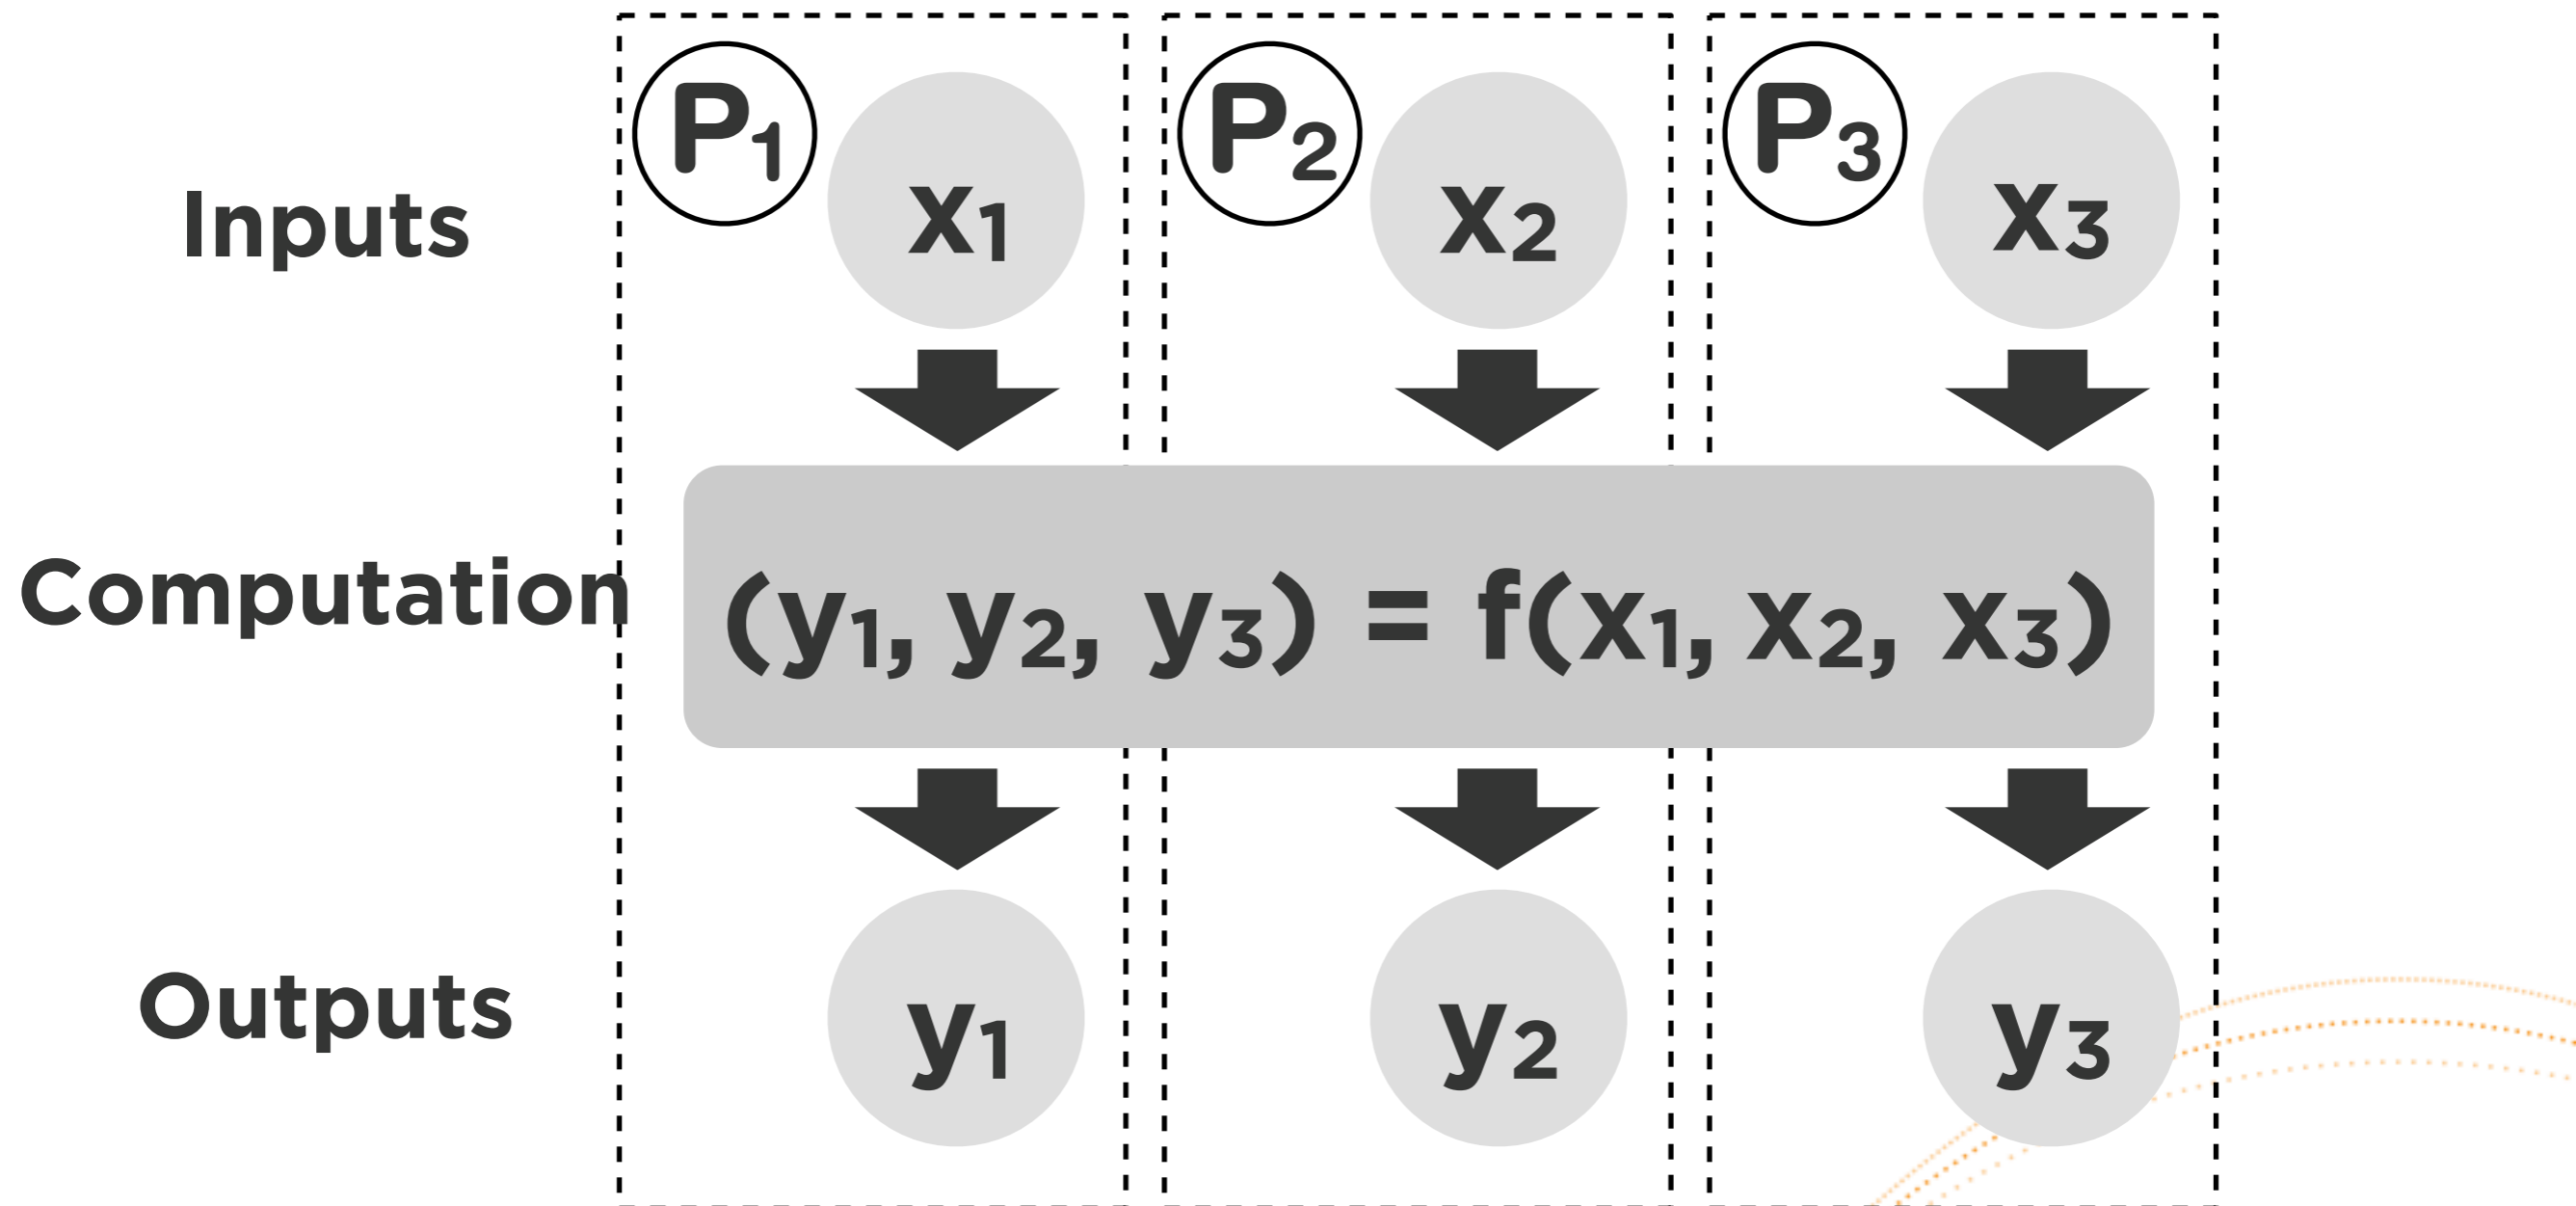 P₁ P₂ P₃
Inputs x₁ x₂ x₃
Computation (y₁, y₂, y₃) = f(x₁, x₂, x₃)
Outputs y₁ y₂ y₃